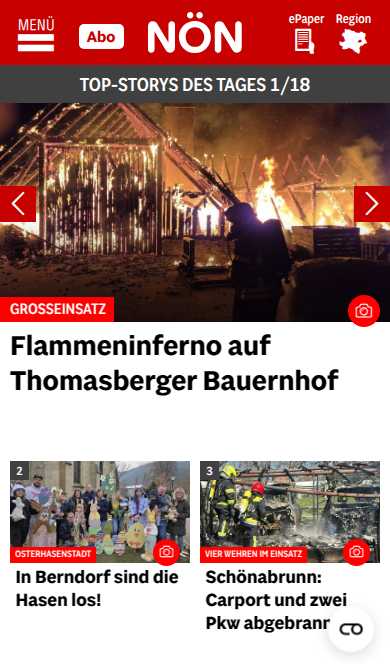 MENÜ
Abo
NÖN
ePaper
Region
TOP-STORYS DES TAGES 1/18
GROSSEINSATZ
Flammeninferno auf
Thomasberger Bauernhof
2
OSTERHASENSTADT
In Berndorf sind die
Hasen los!
3
VIER WEHREN IM EINSATZ
Schönabrunn:
Carport und zwei
Pkw abgebrann